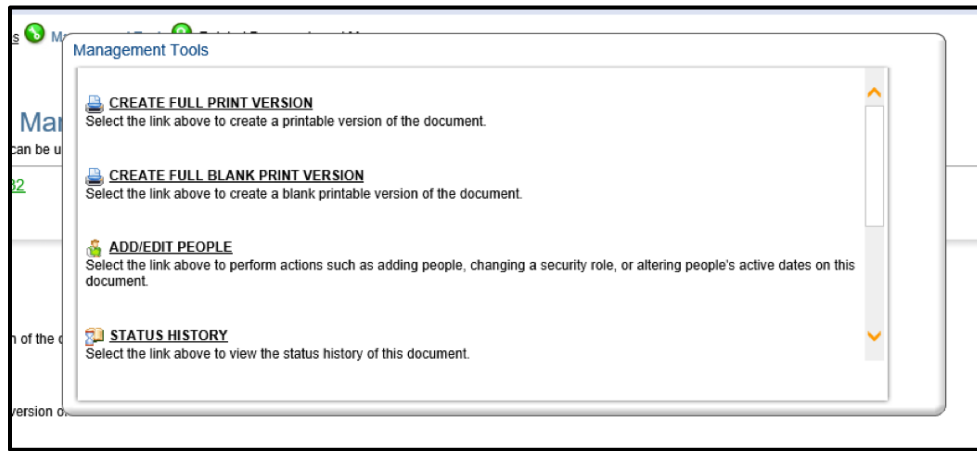 Management Tools
Mar
can be u
32
CREATE FULL PRINT VERSION
Select the link above to create a printable version of the document.
CREATE FULL BLANK PRINT VERSION
Select the link above to create a blank printable version of the document.
ADD/EDIT PEOPLE
Select the link above to perform actions such as adding people, changing a security role, or altering people's active dates on this
document.
n of the
STATUS HISTORY
Select the link above to view the status history of this document.
version o